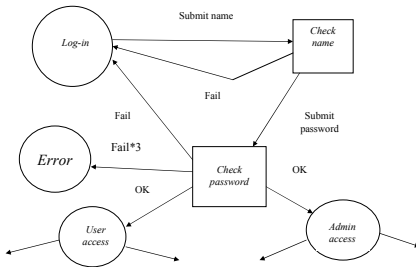 Submit name
Log-in
Check
name
Fail
Fail
Submit
password
Error
Fail*3
Check
password
OK
OK
User
access
Admin
access